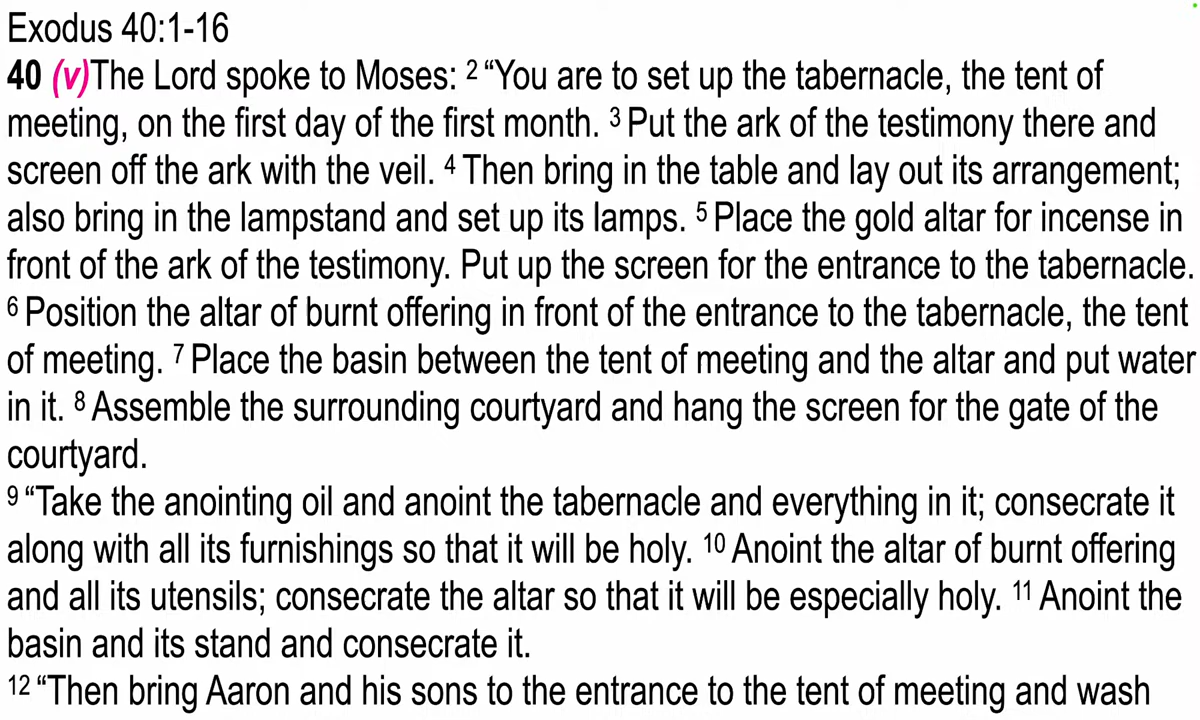 Exodus 40:1-16
40 (v)The Lord spoke to Moses: 2 “You are to set up the tabernacle, the tent of
meeting, on the first day of the first month. 3 Put the ark of the testimony there and
screen off the ark with the veil. 4 Then bring in the table and lay out its arrangement;
also bring in the lampstand and set up its lamps. 5 Place the gold altar for incense in
front of the ark of the testimony. Put up the screen for the entrance to the tabernacle.
6 Position the altar of burnt offering in front of the entrance to the tabernacle, the tent
of meeting. 7 Place the basin between the tent of meeting and the altar and put water
in it. 8 Assemble the surrounding courtyard and hang the screen for the gate of the
courtyard.
9 “Take the anointing oil and anoint the tabernacle and everything in it; consecrate it
along with all its furnishings so that it will be holy. 10 Anoint the altar of burnt offering
and all its utensils; consecrate the altar so that it will be especially holy. 11 Anoint the
basin and its stand and consecrate it.
12 “Then bring Aaron and his sons to the entrance to the tent of meeting and wash